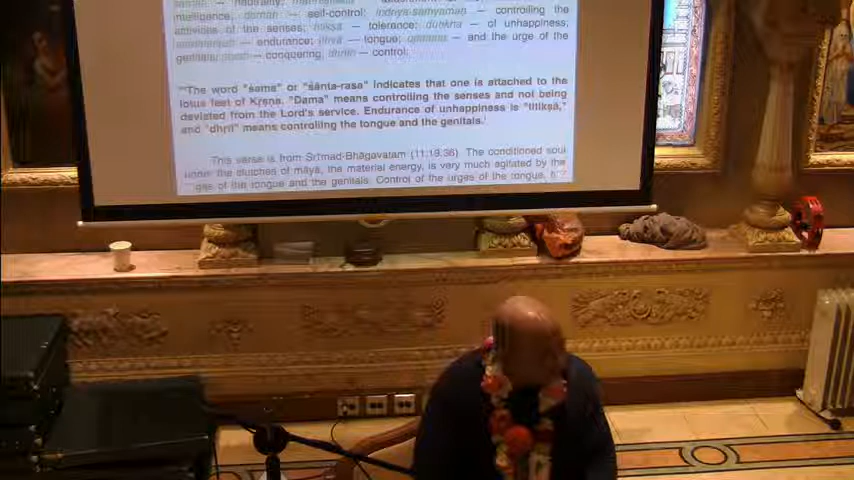 intelligence; damaḥ — self-control; indriya-saṁyamaḥ — controlling the
activities of the senses; titikṣā — tolerance; duḥkha — of unhappiness;
— endurance; jihvā — tongue; upastha — and the urge of the
genitals; — conquering; dhṛtiḥ — control.
"The word "śama" or "śānta-rasa" indicates that one is attached to the
lotus feet of Kṛṣṇa. "Dama" means controlling the senses and not being
deviated from the Lord's service. Endurance of unhappiness is "titikṣā,"
and "dhṛti" means controlling the tongue and the genitals.
This verse is from Śrīmad-Bhāgavatam (11.19.36). The conditioned soul
under the clutches of māyā, the material energy, is very much agitated by the
urges of the tongue and the genitals. Control of the urges of the tongue,